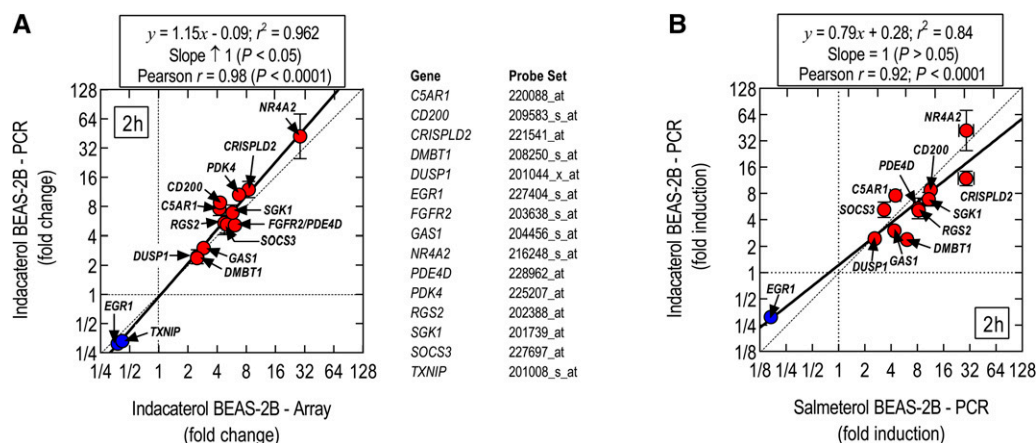 A
y = 1.15x - 0.09; r² = 0.962
Slope ↑ 1 (P < 0.05)
Pearson r = 0.98 (P < 0.0001)
Indacaterol BEAS-2B - PCR
(fold change)
128
64
32
16
8
4
2
1
1/2
1/4
2h
NR4A2
CRISPLD2
PDK4
CD200
C5AR1
SGK1
RGS2
FGFR2/PDE4D
SOCS3
DUSP1
GAS1
DMBT1
EGR1
TXNIP
1/4 1/2 1 2 4 8 16 32 64 128
Indacaterol BEAS-2B - Array
(fold change)
Gene Probe Set
C5AR1 220088_at
CD200 209583_s_at
CRISPLD2 221541_at
DMBT1 208250_s_at
DUSP1 201044_x_at
EGR1 227404_s_at
FGFR2 203638_s_at
GAS1 204456_s_at
NR4A2 216248_s_at
PDE4D 228962_at
PDK4 225207_at
RGS2 202388_at
SGK1 201739_at
SOCS3 227697_at
TXNIP 201008_s_at
B
y = 0.79x + 0.28; r² = 0.84
Slope = 1 (P > 0.05)
Pearson r = 0.92; P < 0.0001)
Indacaterol BEAS-2B - PCR
(fold induction)
128
64
32
16
8
4
2
1
1/2
1/4
1/8
NR4A2
CD200
PDE4D
C5AR1
CRISPLD2
SOCS3
SGK1
RGS2
GAS1
DMBT1
DUSP1
EGR1
2h
1/8 1/4 1/2 1 2 4 8 16 32 64 128
Salmeterol BEAS-2B - PCR
(fold induction)